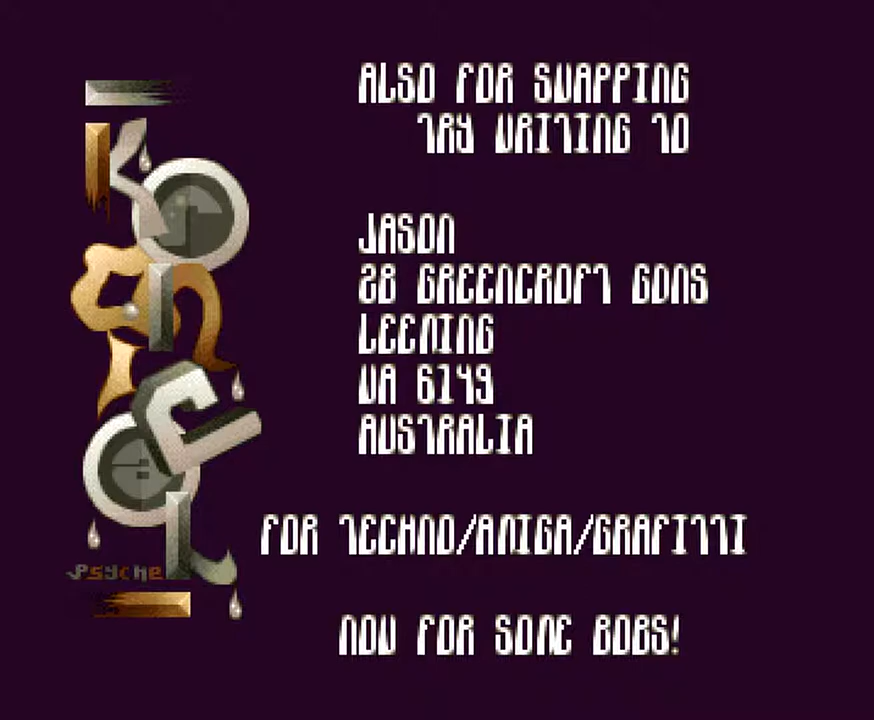 ALSO FOR SWAPPING
TRY WRITING TO
JASON
28 GREENCROFT GDNS
LEEMING
WA 6149
AUSTRALIA
FOR TECHNO/AMIGA/GRAFITTI
PSYCHE
NOW FOR SOME BOBS!